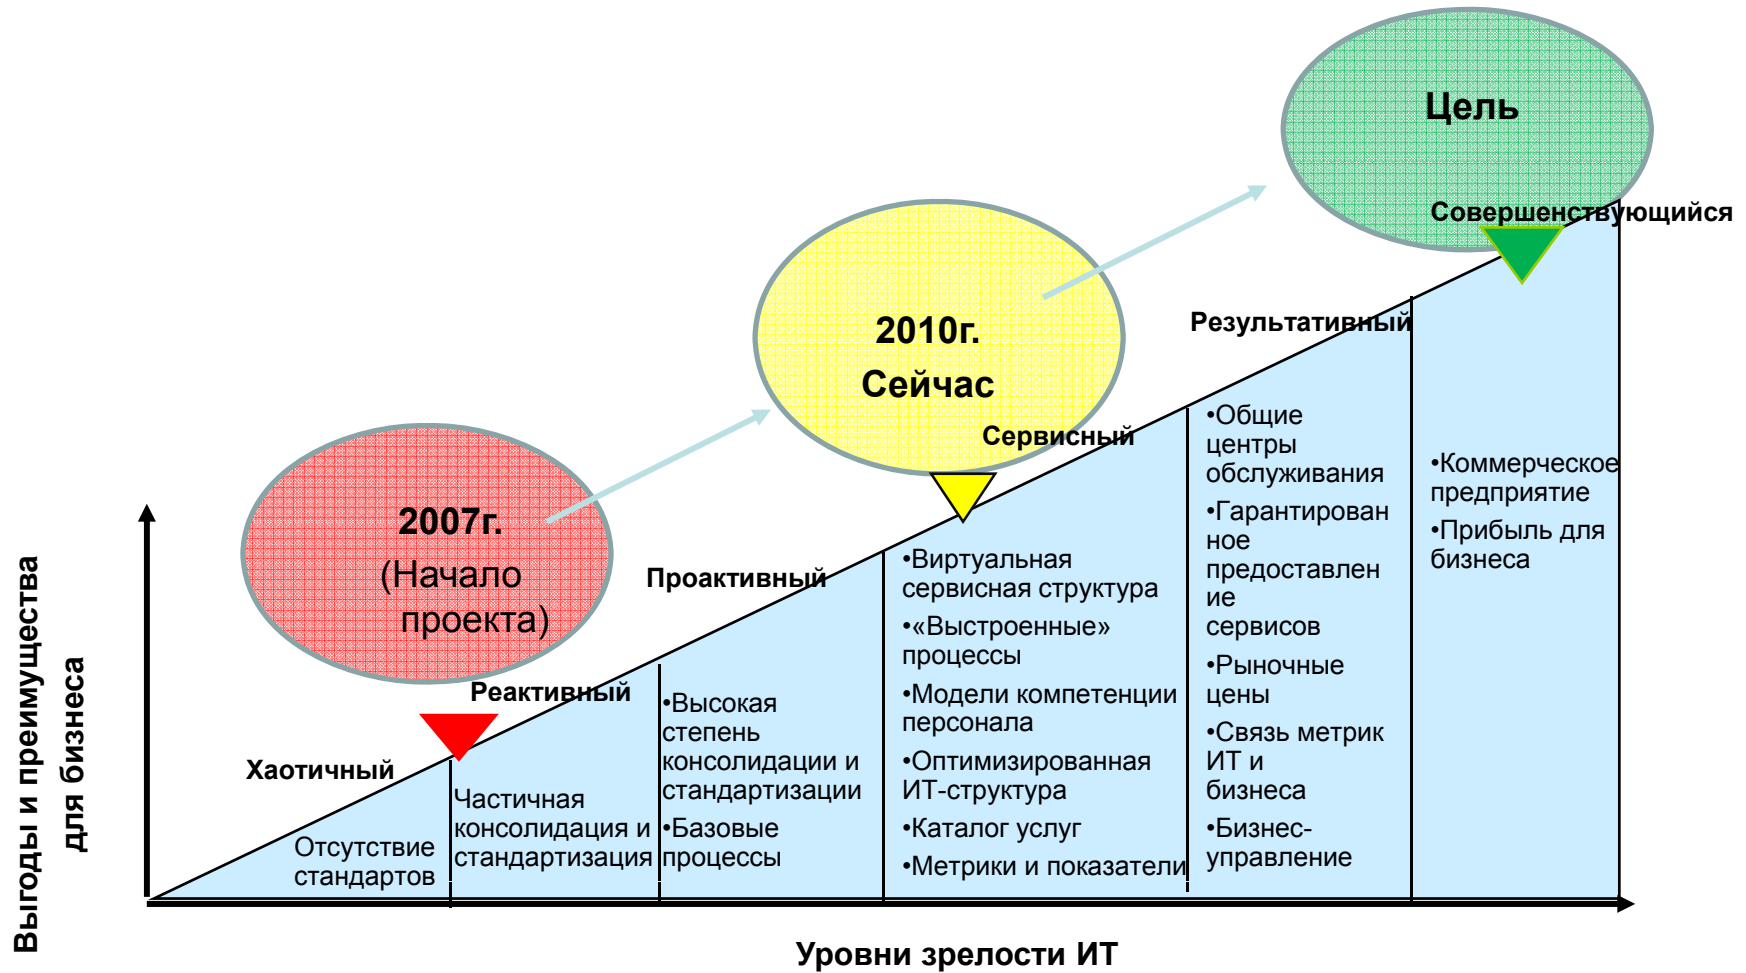 Цель
Совершенствующийся
2010г.
Сейчас
Результативный
2007г.
(Начало
проекта)
Сервисный
Проактивный
Реактивный
Хаотичный
Отсутствие
стандартов
Частичная
консолидация и
стандартизация
•Высокая
степень
консолидации и
стандартизации
•Базовые
процессы
•Виртуальная
сервисная структура
•«Выстроенные»
процессы
•Модели компетенции
персонала
•Оптимизированная
ИТ-структура
•Каталог услуг
•Метрики и показатели
•Общие
центры
обслуживания
•Гарантирован
ное
предоставлен
ие
сервисов
•Рыночные
цены
•Связь метрик
ИТ и
бизнеса
•Бизнес-
управление
•Коммерческое
предприятие
•Прибыль для
бизнеса
Выгоды и преимущества
для бизнеса
Уровни зрелости ИТ